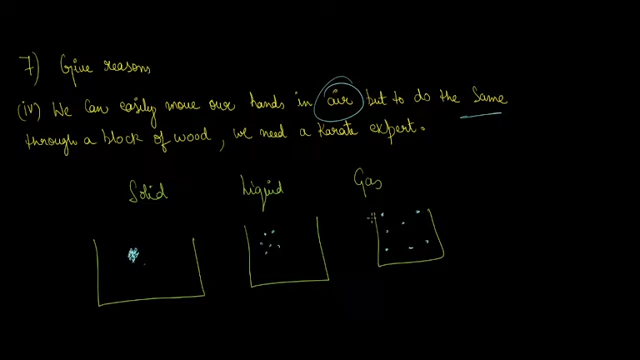 7) Give reasons
(iv) We can easily move our hands in air but to do the same
through a block of wood, we need a Karate expert.
Solid Liquid Gas